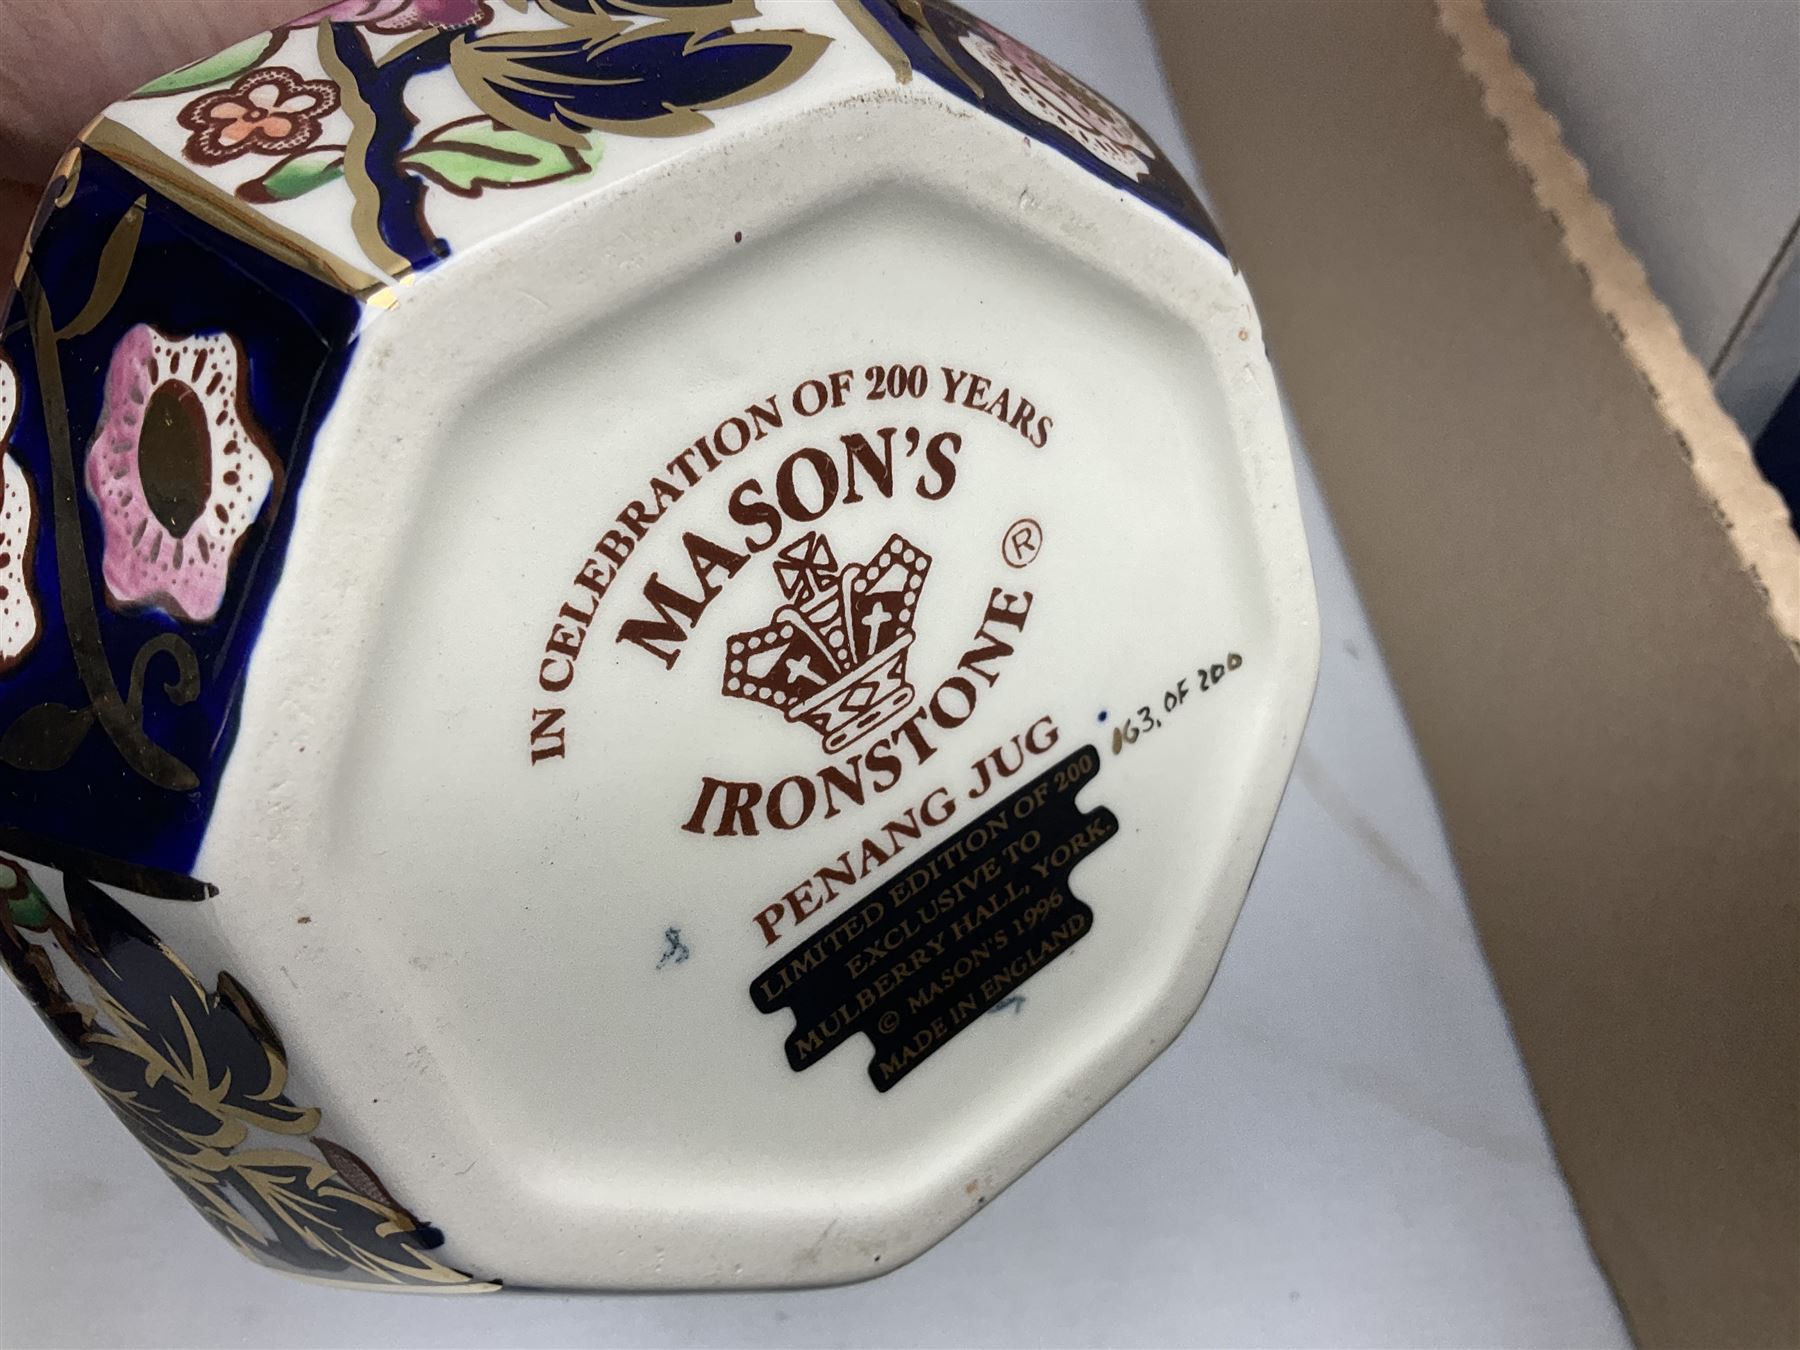 IN CELEBRATION OF 200 YEARS
MASON'S
IRONSTONE ®
PENANG JUG
163, OF 200
LIMITED EDITION OF 200
EXCLUSIVE TO
MULBERRY HALL, YORK.
© MASON'S 1996
MADE IN ENGLAND